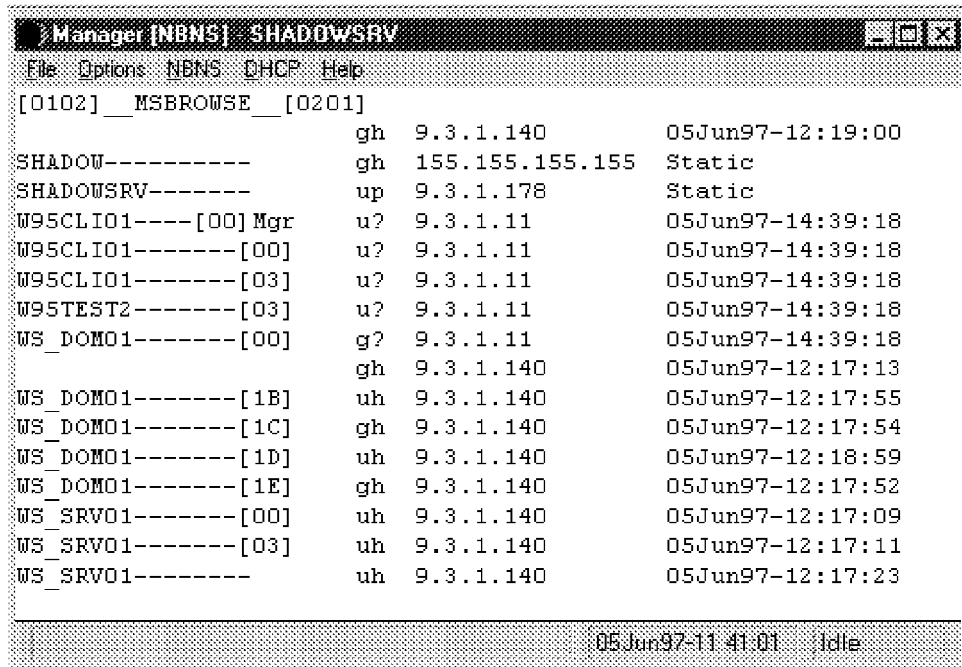 Manager [NBNS] - SHADOWSRV
File Options NBNS DHCP Help
[0102]__MSBROWSE__[0201]
gh 9.3.1.140 05Jun97-12:19:00
SHADOW---------- gh 155.155.155.155 Static
SHADOWSRV------- up 9.3.1.178 Static
W95CLI01----[00]Mgr u? 9.3.1.11 05Jun97-14:39:18
W95CLI01-------[00] u? 9.3.1.11 05Jun97-14:39:18
W95CLI01-------[03] u? 9.3.1.11 05Jun97-14:39:18
W95TEST2-------[03] u? 9.3.1.11 05Jun97-14:39:18
WS_DOM01-------[00] g? 9.3.1.11 05Jun97-14:39:18
gh 9.3.1.140 05Jun97-12:17:13
WS_DOM01-------[1B] uh 9.3.1.140 05Jun97-12:17:55
WS_DOM01-------[1C] gh 9.3.1.140 05Jun97-12:17:54
WS_DOM01-------[1D] uh 9.3.1.140 05Jun97-12:18:59
WS_DOM01-------[1E] gh 9.3.1.140 05Jun97-12:17:52
WS_SRV01-------[00] uh 9.3.1.140 05Jun97-12:17:09
WS_SRV01-------[03] uh 9.3.1.140 05Jun97-12:17:11
WS_SRV01-------- uh 9.3.1.140 05Jun97-12:17:23
05Jun97-11:41:01 Idle